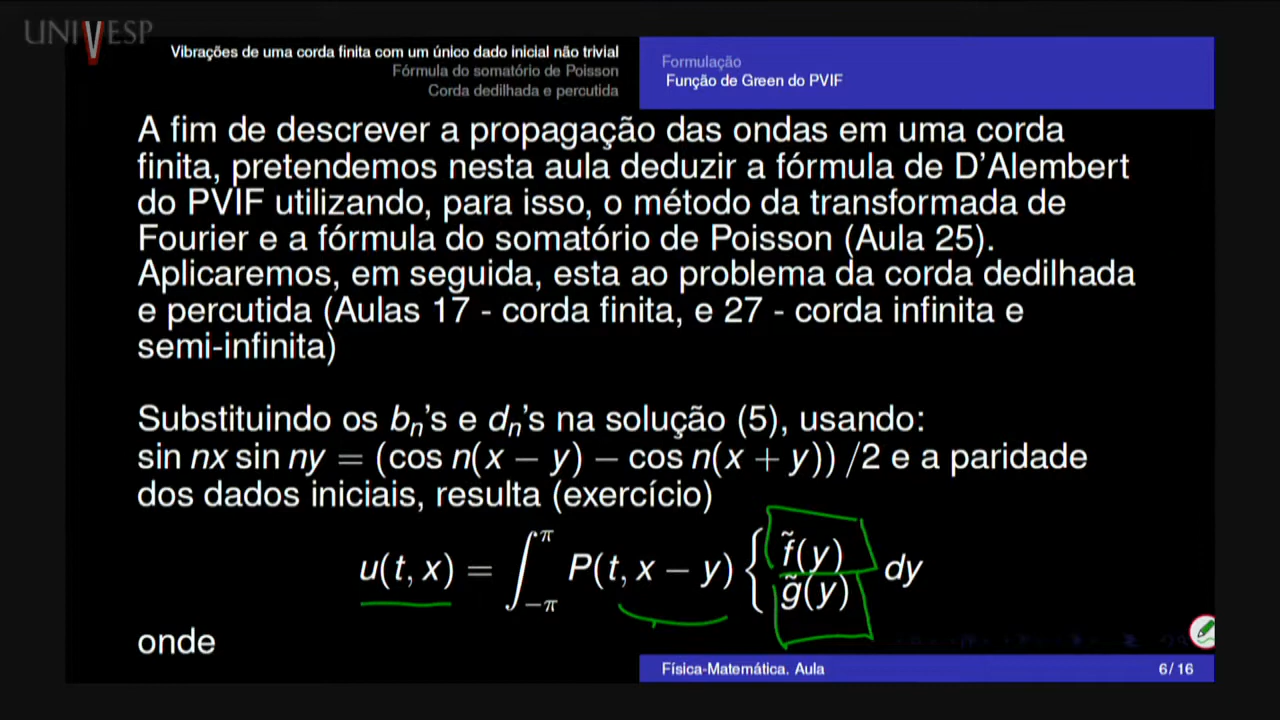 UNIVESP
Vibrações de uma corda finita com um único dado inicial não trivial
Fórmula do somatório de Poisson
Corda dedilhada e percutida
Formulação
Função de Green do PVIF
A fim de descrever a propagação das ondas em uma corda
finita, pretendemos nesta aula deduzir a fórmula de D'Alembert
do PVIF utilizando, para isso, o método da transformada de
Fourier e a fórmula do somatório de Poisson (Aula 25).
Aplicaremos, em seguida, esta ao problema da corda dedilhada
e percutida (Aulas 17 - corda finita, e 27 - corda infinita e
semi-infinita)
Substituindo os bₙ's e dₙ's na solução (5), usando:
sin nx sin ny = (cos n(x − y) − cos n(x + y)) /2 e a paridade
dos dados iniciais, resulta (exercício)
u(t, x) = ∫_{−π}^{π} P(t, x − y) { f̃(y) g̃(y) dy
onde
Física-Matemática. Aula
6/ 16